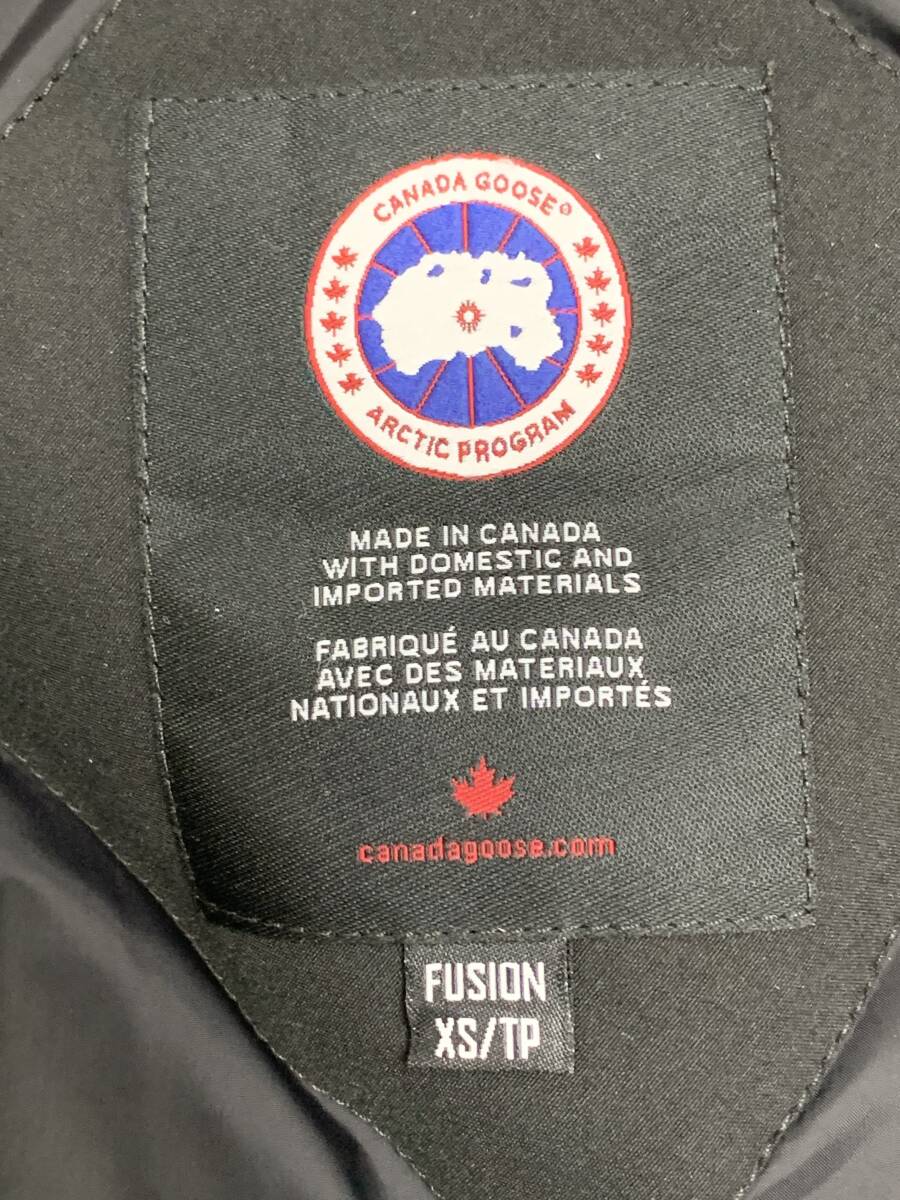 CANADA GOOSE®
ARCTIC PROGRAM
MADE IN CANADA
WITH DOMESTIC AND
IMPORTED MATERIALS
FABRIQUÉ AU CANADA
AVEC DES MATERIAUX
NATIONAUX ET IMPORTÉS
canadagoose.com
FUSION
XS/TP